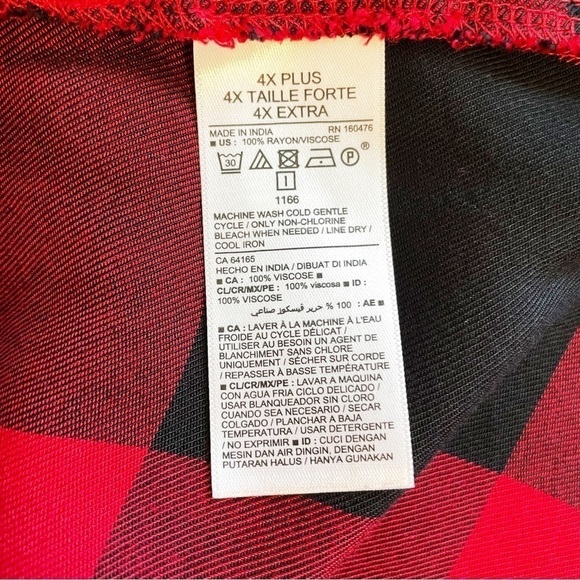 4X PLUS
4X TAILLE FORTE
4X EXTRA
MADE IN INDIA RN 160476
■ US : 100% RAYON/VISCOSE
30 P ®
I
1166
MACHINE WASH COLD GENTLE
CYCLE / ONLY NON-CHLORINE
BLEACH WHEN NEEDED / LINE DRY /
COOL IRON
CA 64165
HECHO EN INDIA / DIBUAT DI INDIA
■ CA : 100% VISCOSE
CL/CR/MX/PE: 100% viscosa ■ ID :
100% VISCOSE
AE ■ : 100 % حرير فيسكوز صناعي
■ CA : LAVER À LA MACHINE À L'EAU
FROIDE AU CYCLE DÉLICAT /
UTILISER AU BESOIN UN AGENT DE
BLANCHIMENT SANS CHLORE
UNIQUEMENT / SÉCHER SUR CORDE
/ REPASSER À BASSE TEMPÉRATURE
■ CL/CR/MX/PE: LAVAR A MAQUINA
CON AGUA FRIA CICLO DELICADO /
USAR BLANQUEADOR SIN CLORO
CUANDO SEA NECESARIO / SECAR
COLGADO / PLANCHAR A BAJA
TEMPERATURA / USAR DETERGENTE
/ NO EXPRIMIR ■ ID : CUCI DENGAN
MESIN DAN AIR DINGIN, DENGAN
PUTARAN HALUS / HANYA GUNAKAN